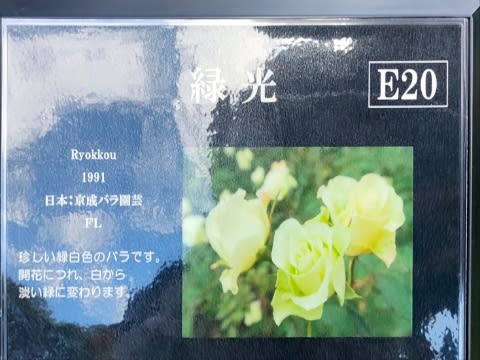 緑光
E20
Ryokkou
1991
日本：京成バラ園芸
FL
珍しい緑白色のバラです。
開花につれ、白から
淡い緑に変わります。